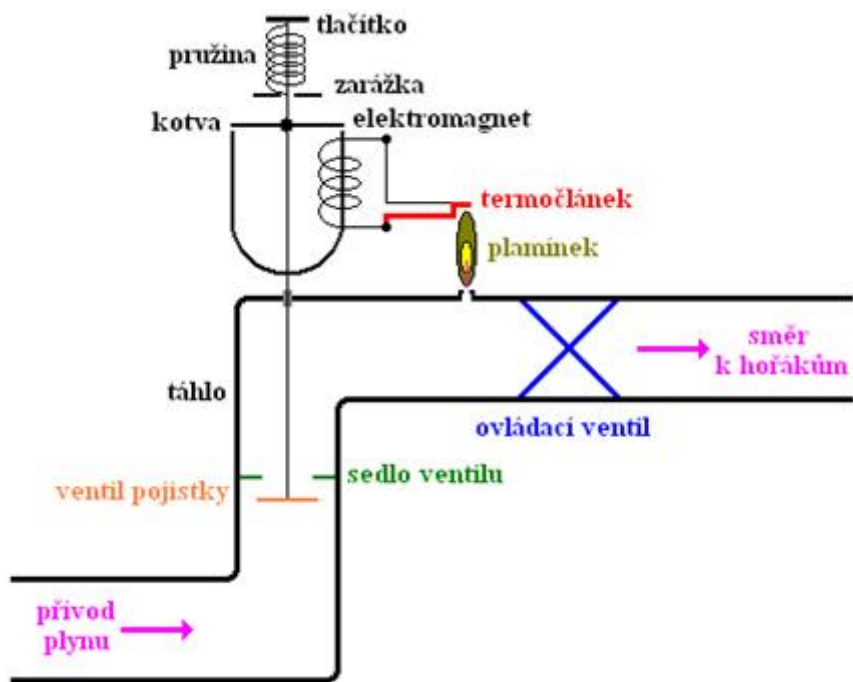 tlačítko
pružina
zarážka
kotva
elektromagnet
termočlánek
plamínek
směr
k hořákům
táhlo
ovládací ventil
sedlo ventilu
ventil pojistky
přívod
plynu